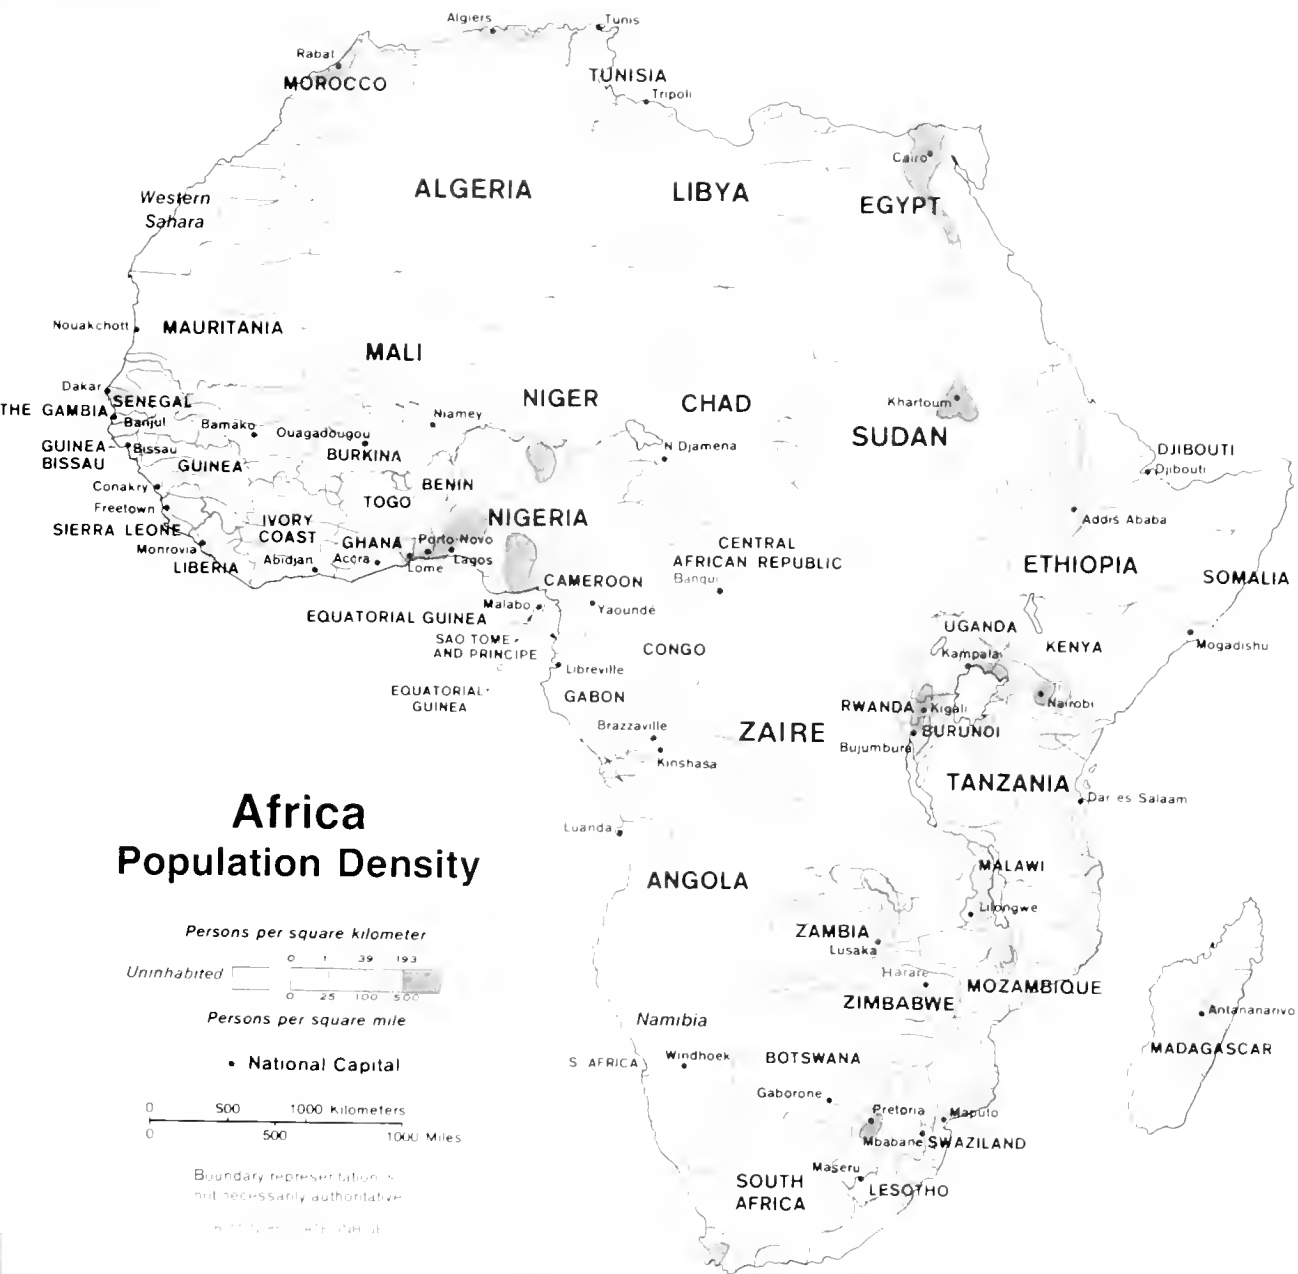 Algiers
Tunis
Rabat
MOROCCO
TUNISIA
Tripoli
Cairo
ALGERIA
LIBYA
EGYPT
Western
Sahara
Nouakchott
MAURITANIA
MALI
Dakar
SENEGAL
NIGER
CHAD
Khartoum
THE GAMBIA
Banjul
Bamako
Niamey
Ouagadougou
SUDAN
GUINEA-
BISSAU
Bissau
GUINEA
BURKINA
N Djamena
DJIBOUTI
Djibouti
Conakry
BENIN
TOGO
Freetown
IVORY
COAST
NIGERIA
Addis Ababa
SIERRA LEONE
GHANA
Porto-Novo
CENTRAL
AFRICAN REPUBLIC
Monrovia
LIBERIA
Abidjan
Accra
Lome
Lagos
ETHIOPIA
SOMALIA
CAMEROON
Bangui
Malabo
Yaoundé
EQUATORIAL GUINEA
UGANDA
SAO TOME
AND PRINCIPE
CONGO
Kampala
KENYA
Mogadishu
Libreville
EQUATORIAL
GUINEA
GABON
RWANDA
Kigali
Nairobi
Brazzaville
ZAIRE
BURUNDI
Bujumbura
Kinshasa
TANZANIA
Dar es Salaam
Africa
Population Density
Luanda
MALAWI
ANGOLA
Lilongwe
Persons per square kilometer
ZAMBIA
Lusaka
0 1 39 193
Uninhabited
Harare
0 25 100 500
MOZAMBIQUE
ZIMBABWE
Persons per square mile
Namibia
Antananarivo
MADAGASCAR
National Capital
S. AFRICA
Windhoek
BOTSWANA
Gaborone
0 500 1000 Kilometers
Pretoria
Maputo
0 500 1000 Miles
Mbabane
SWAZILAND
Maseru
Boundary representation is
not necessarily authoritative
SOUTH
AFRICA
LESOTHO